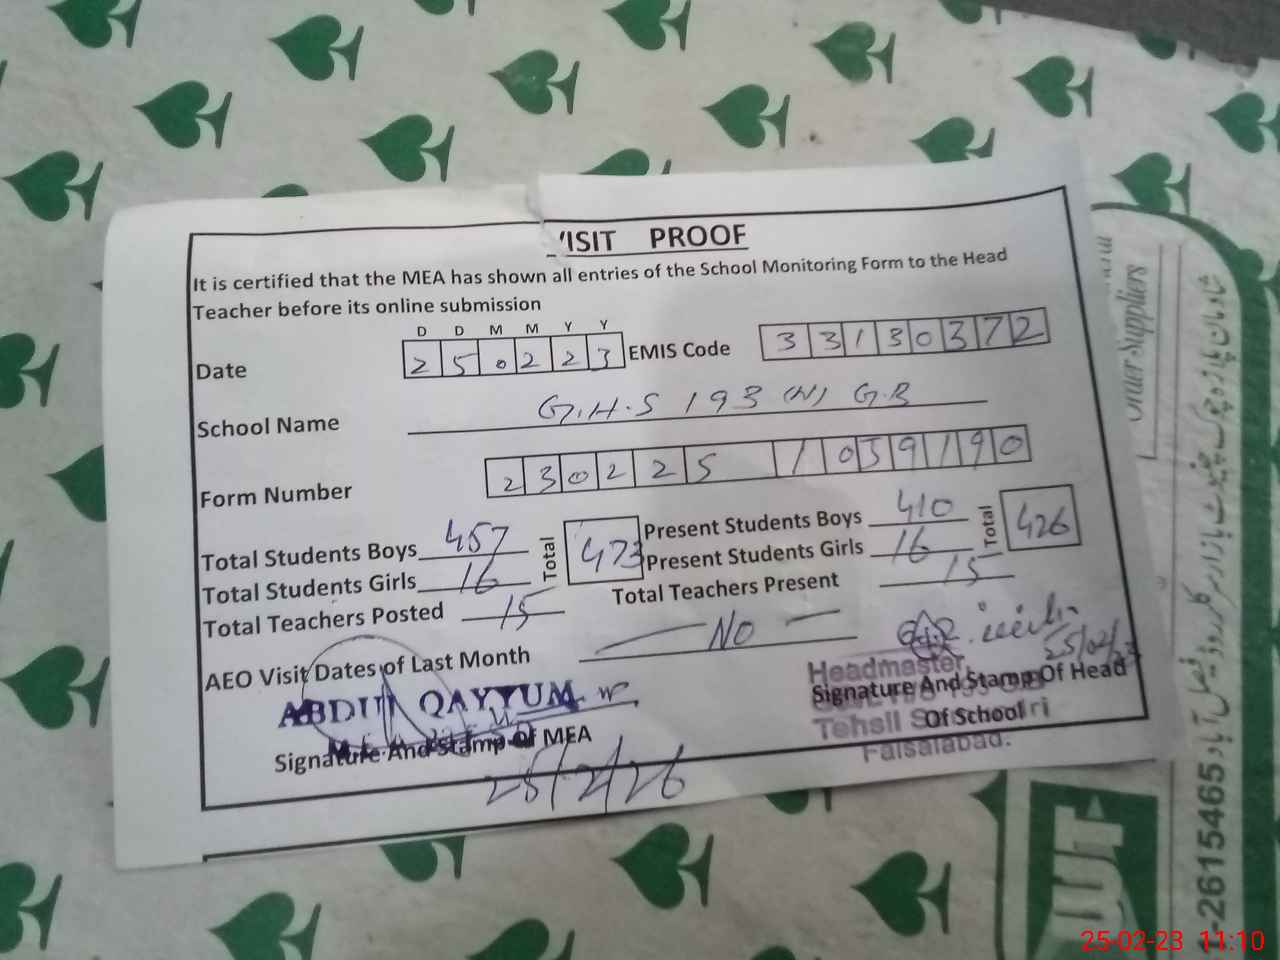 VISIT PROOF
It is certified that the MEA has shown all entries of the School Monitoring Form to the Head
Teacher before its online submission
D D M M Y Y
Date 2 5 0 2 2 3 EMIS Code 3 3 1 3 0 3 7 2
School Name G.H.S 193 (N) G.B
Form Number 2 3 0 2 2 5 1 0 3 9 1 9 0
Total Students Boys 457 Total 473 Present Students Boys 410 Total 426
Total Students Girls 16 Present Students Girls 16
Total Teachers Posted 15 Total Teachers Present 15
AEO Visit Dates of Last Month No
25/02/23
Headmaster
ABDUL QAYYUM
Signature And Stamp Of MEA
Signature And Stamp Of Head
Of School
Tehsil
Faisalabad.
25/2/26
Order Suppliers
2615465
25-02-23 11:10